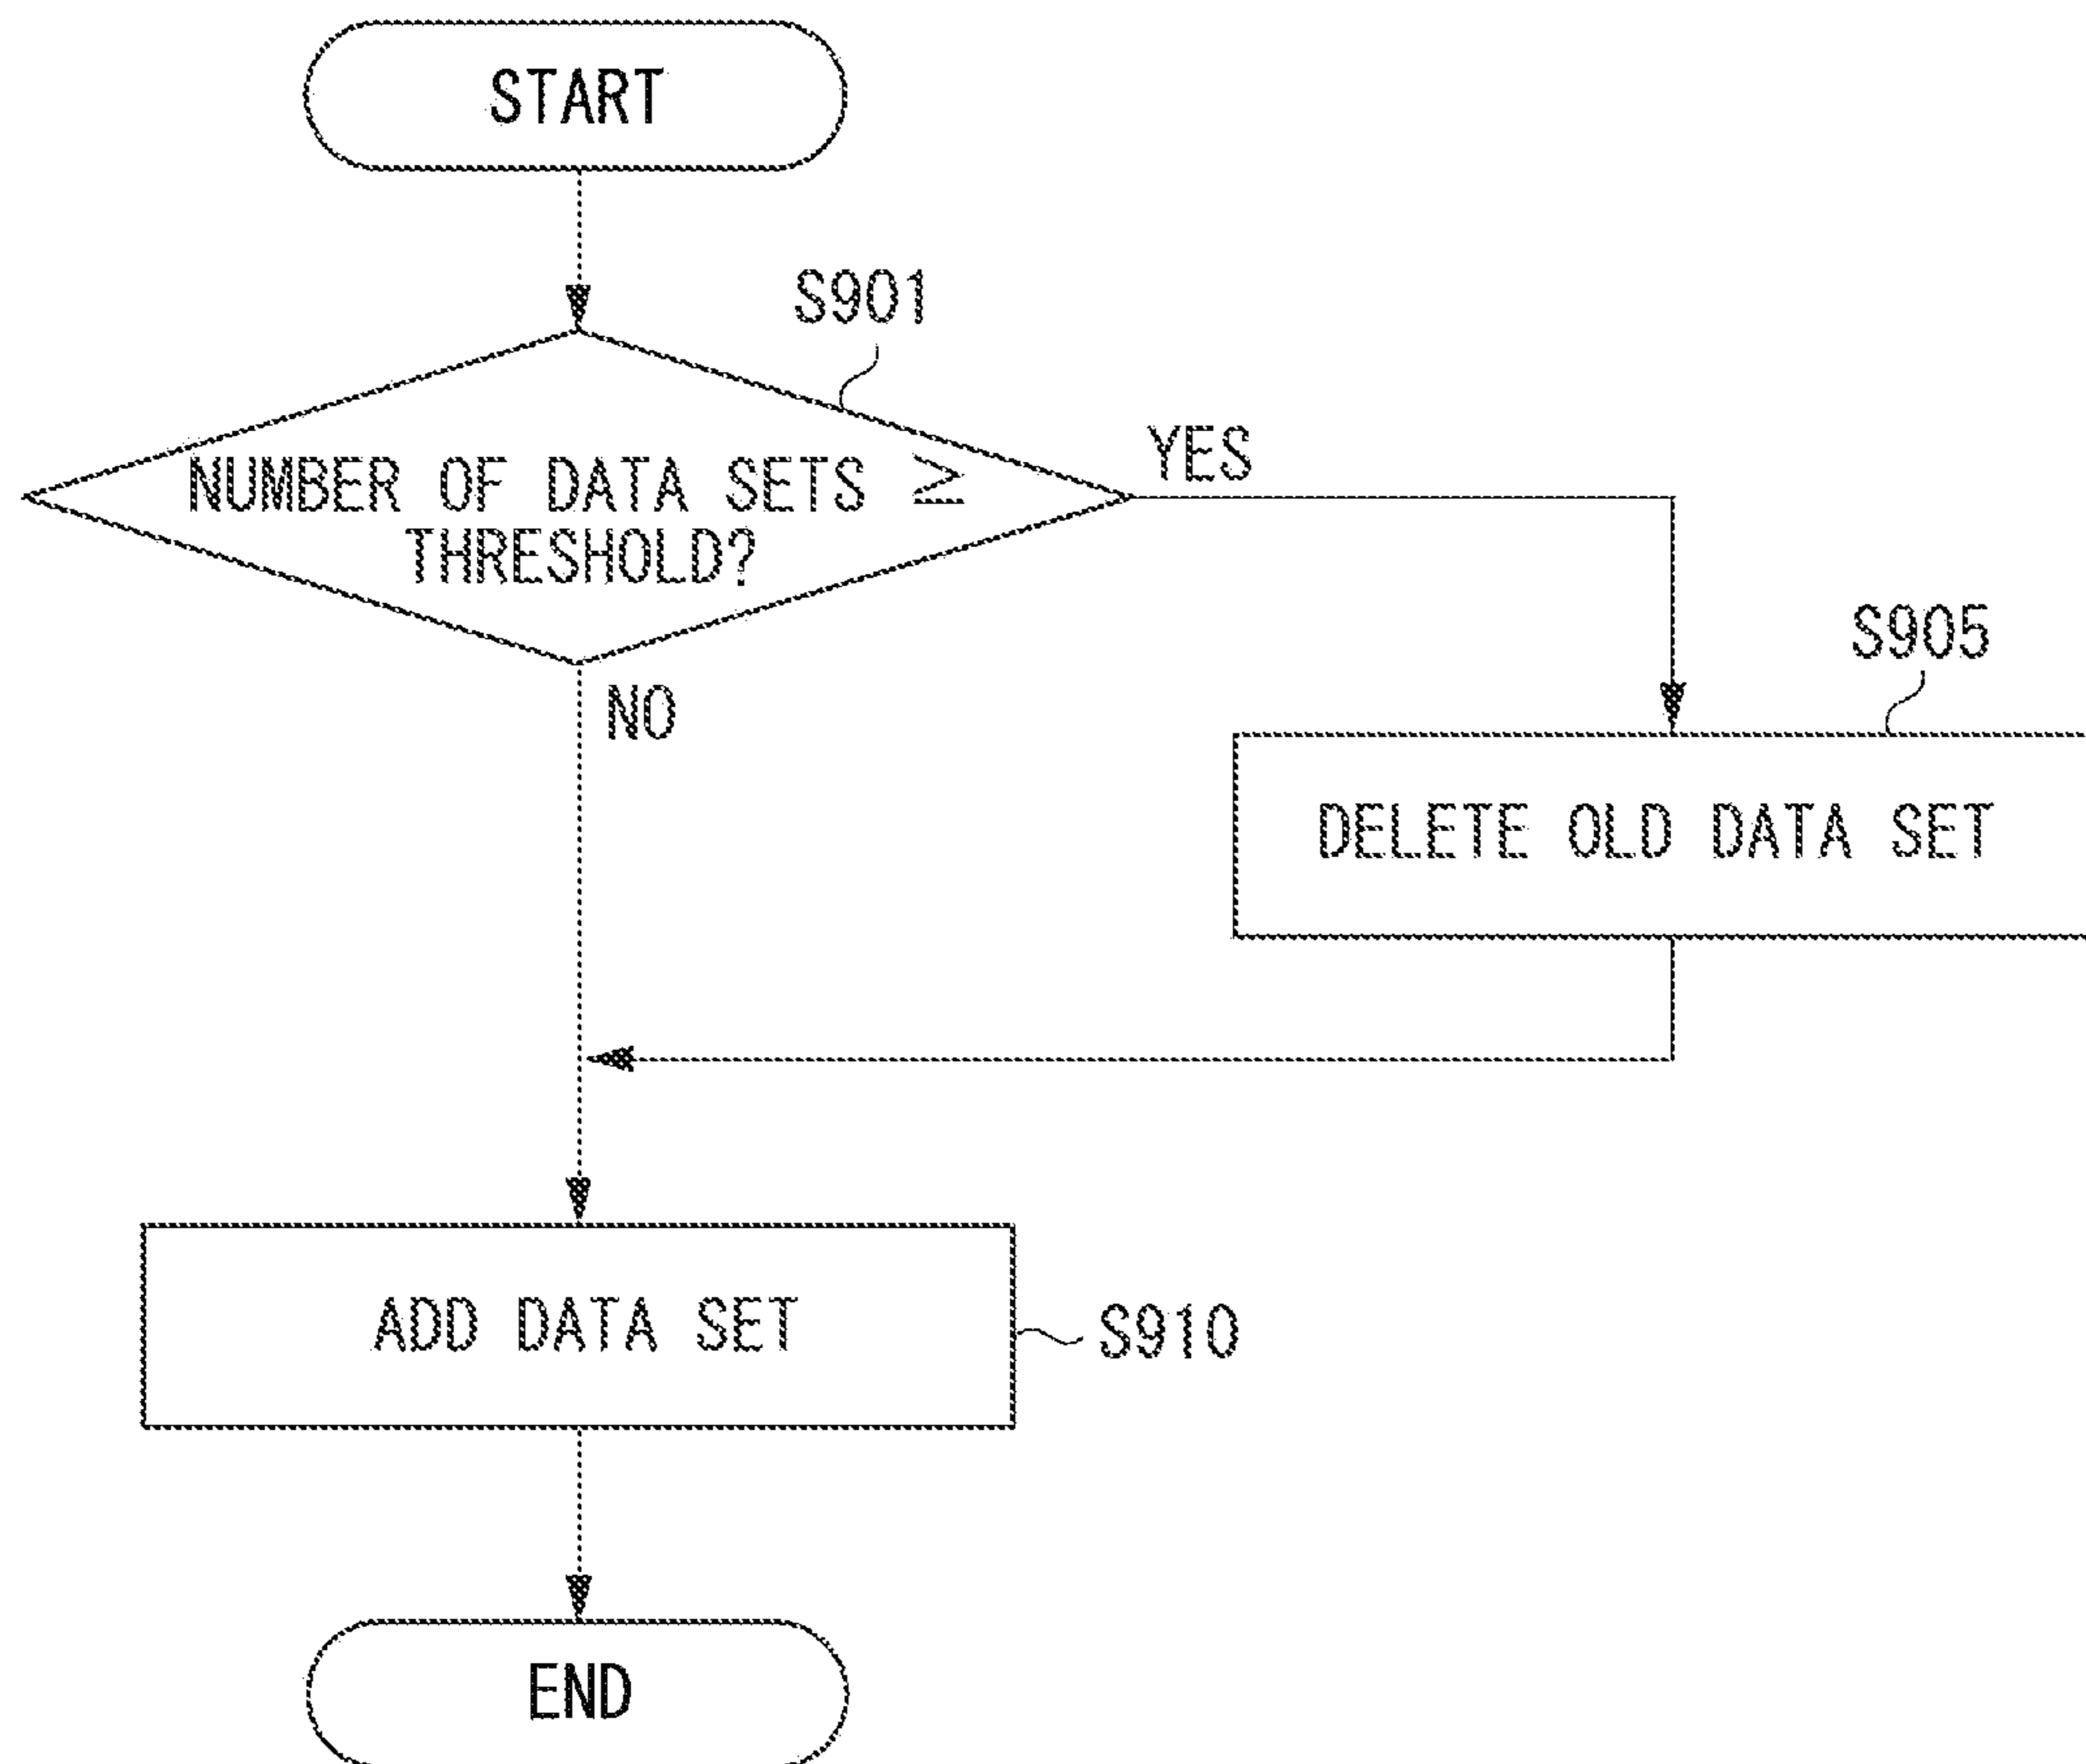 START
S901
NUMBER OF DATA SETS ≧
THRESHOLD?
YES
NO
S905
DELETE OLD DATA SET
ADD DATA SET
S910
END